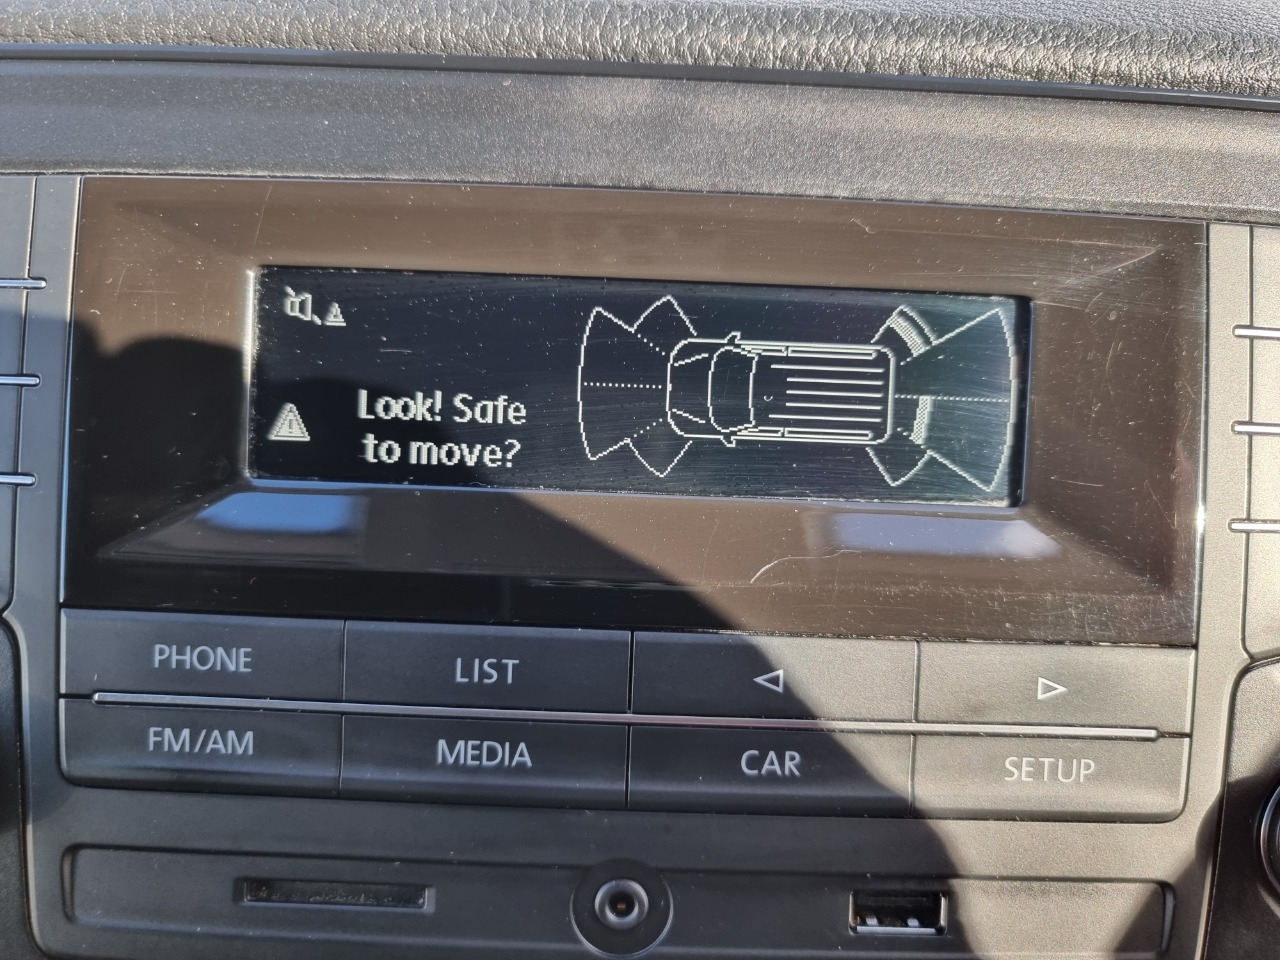 Look! Safe
to move?
PHONE
LIST
FM/AM
MEDIA
CAR
SETUP